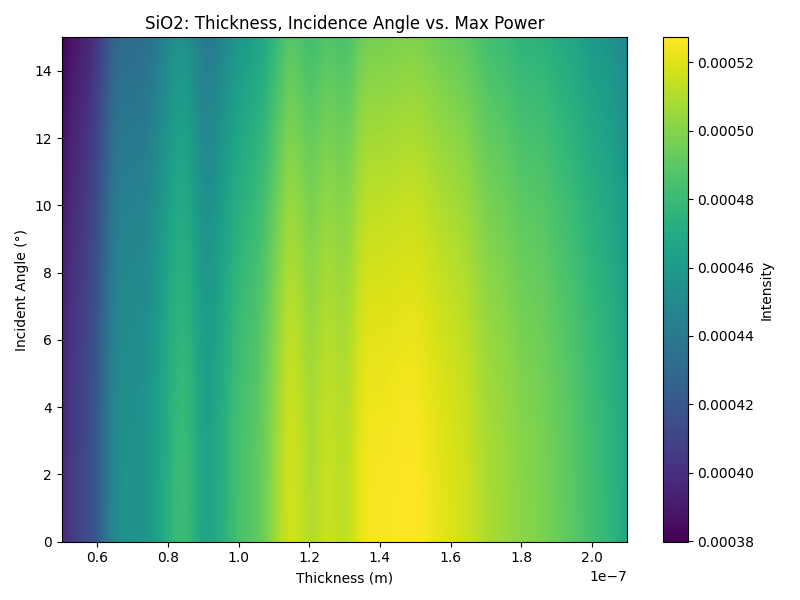 SiO2: Thickness, Incidence Angle vs. Max Power
Incident Angle (°)
14
12
10
8
6
4
2
0
0.6 0.8 1.0 1.2 1.4 1.6 1.8 2.0
1e−7
Thickness (m)
0.00052
0.00050
0.00048
0.00046
0.00044
0.00042
0.00040
0.00038
Intensity